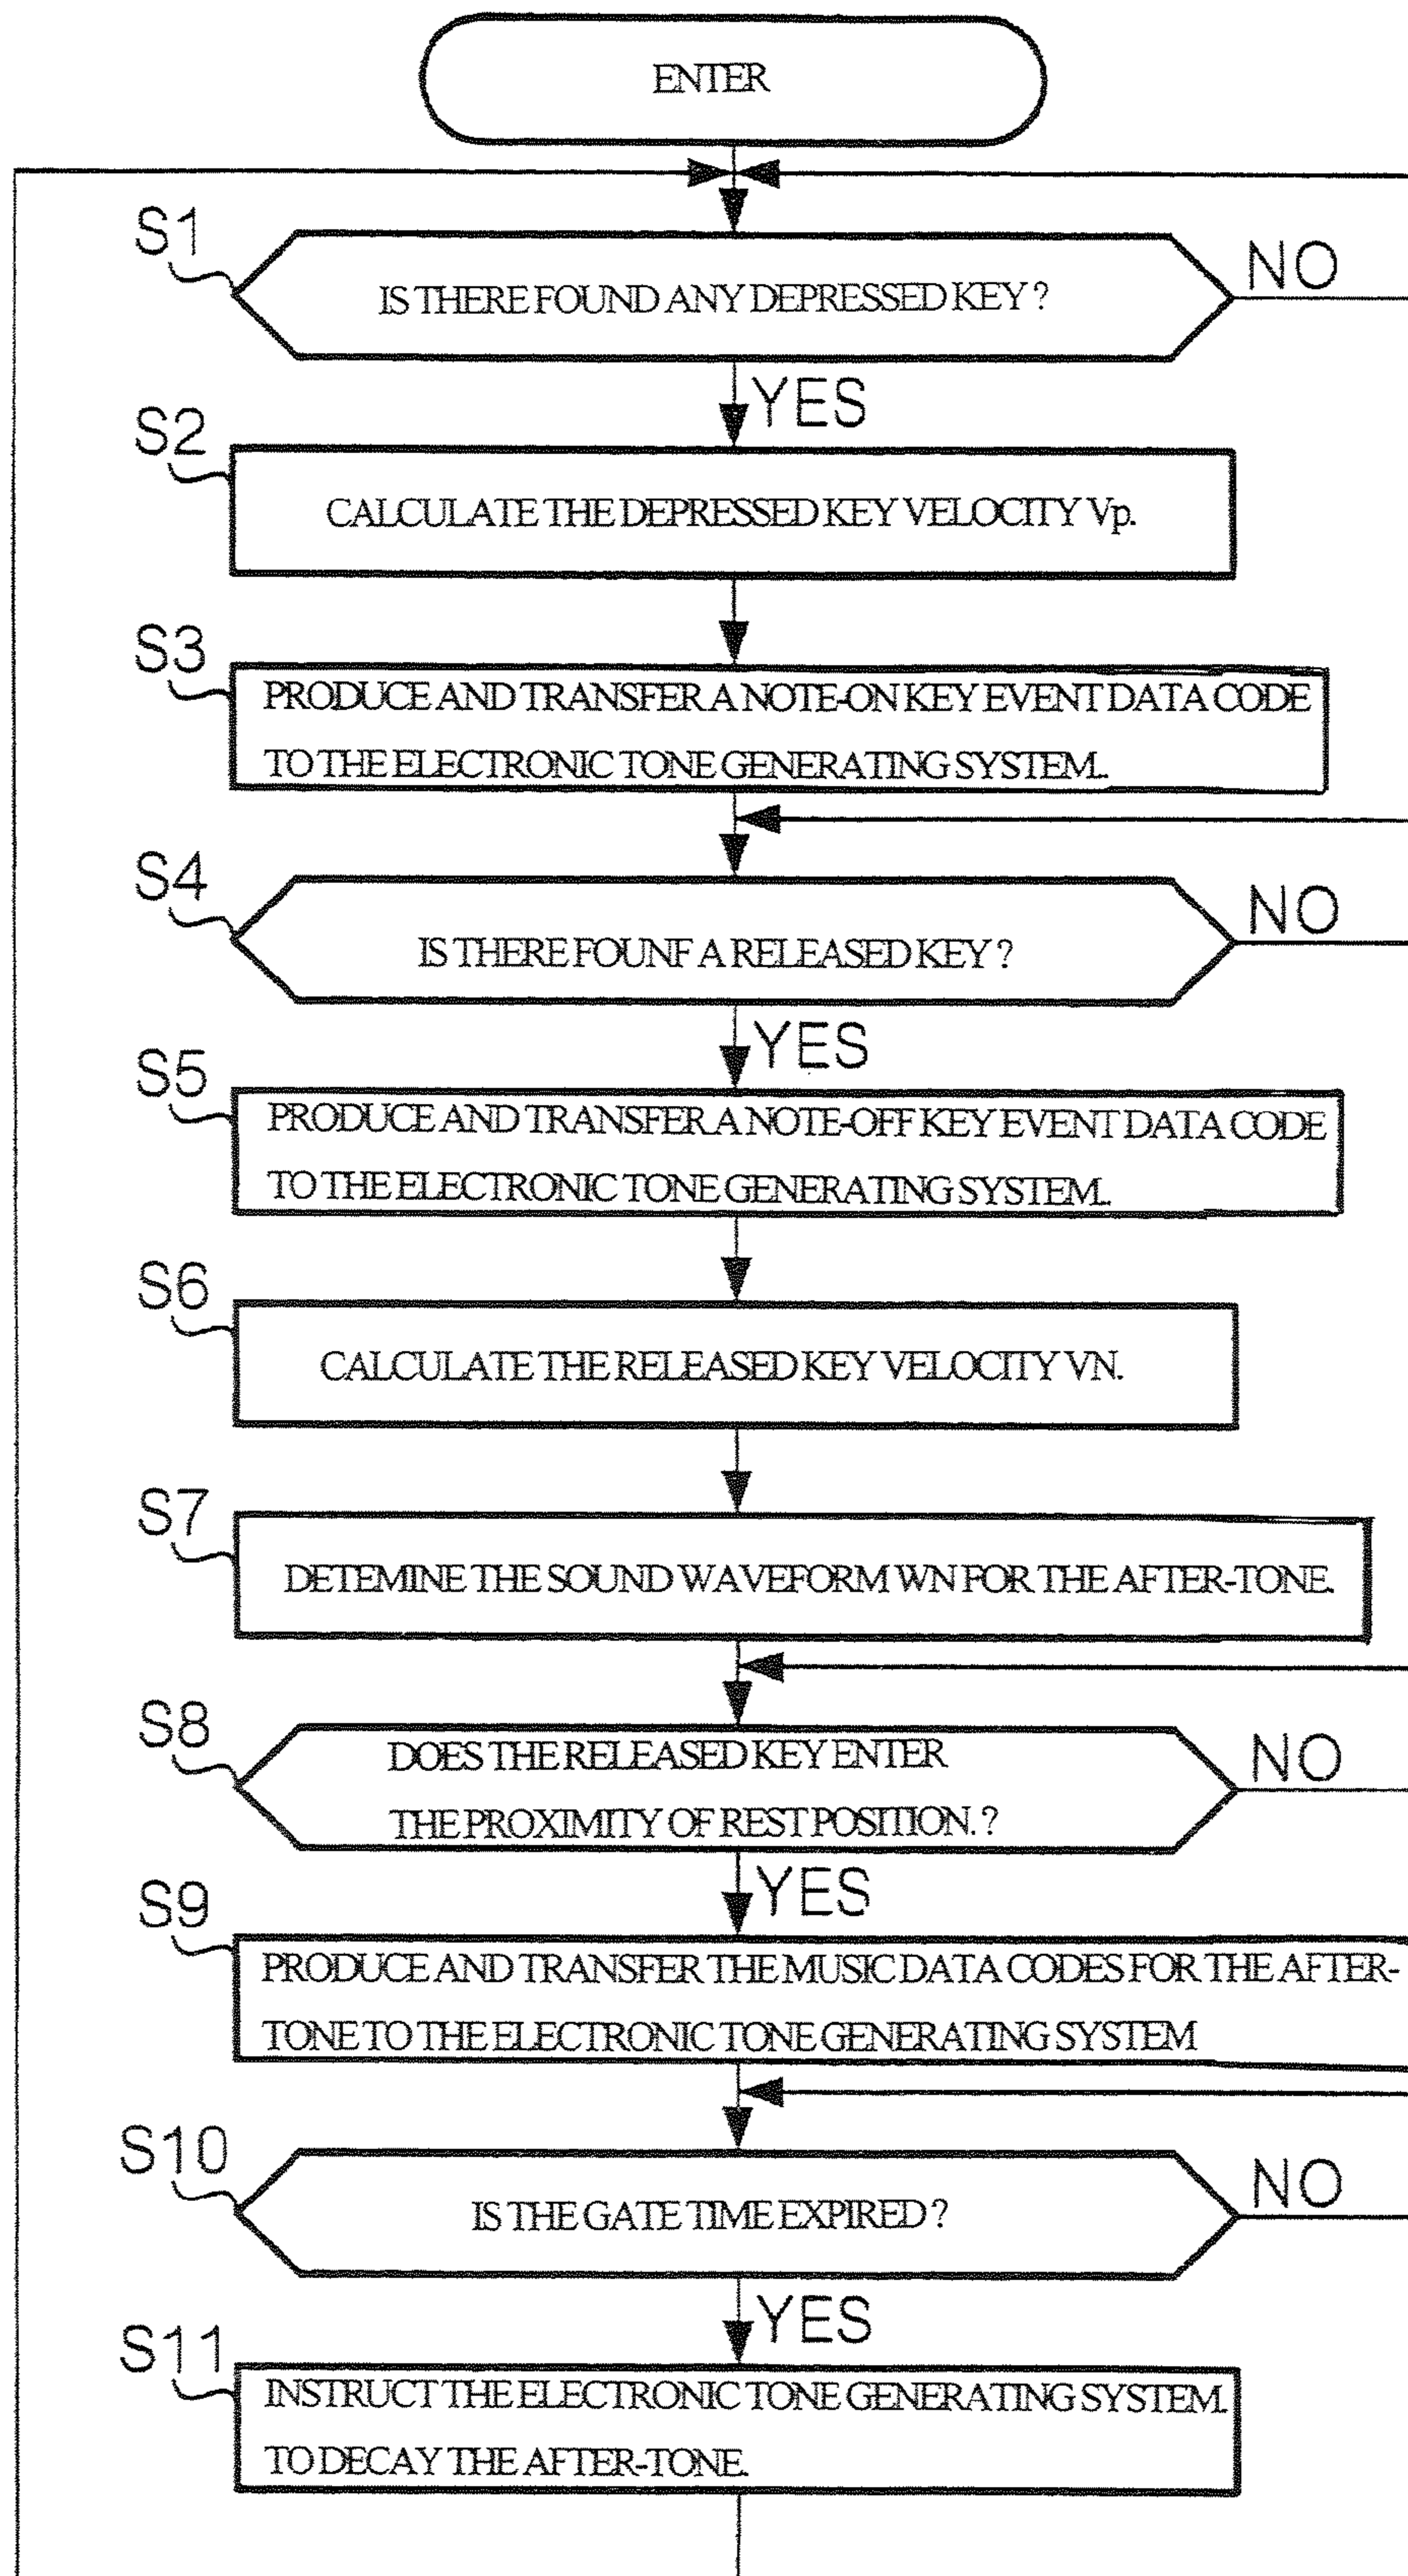 ENTER
S1
IS THERE FOUND ANY DEPRESSED KEY ?
NO
YES
S2
CALCULATE THE DEPRESSED KEY VELOCITY Vp.
S3
PRODUCE AND TRANSFER A NOTE-ON KEY EVENT DATA CODE
TO THE ELECTRONIC TONE GENERATING SYSTEM.
S4
IS THERE FOUNF A RELEASED KEY ?
NO
YES
S5
PRODUCE AND TRANSFER A NOTE-OFF KEY EVENT DATA CODE
TO THE ELECTRONIC TONE GENERATING SYSTEM.
S6
CALCULATE THE RELEASED KEY VELOCITY VN.
S7
DETEMINE THE SOUND WAVEFORM WN FOR THE AFTER-TONE.
S8
DOES THE RELEASED KEY ENTER
THE PROXIMITY OF REST POSITION. ?
NO
YES
S9
PRODUCE AND TRANSFER THE MUSIC DATA CODES FOR THE AFTER-
TONE TO THE ELECTRONIC TONE GENERATING SYSTEM
S10
IS THE GATE TIME EXPIRED ?
NO
YES
S11
INSTRUCT THE ELECTRONIC TONE GENERATING SYSTEM.
TO DECAY THE AFTER-TONE.